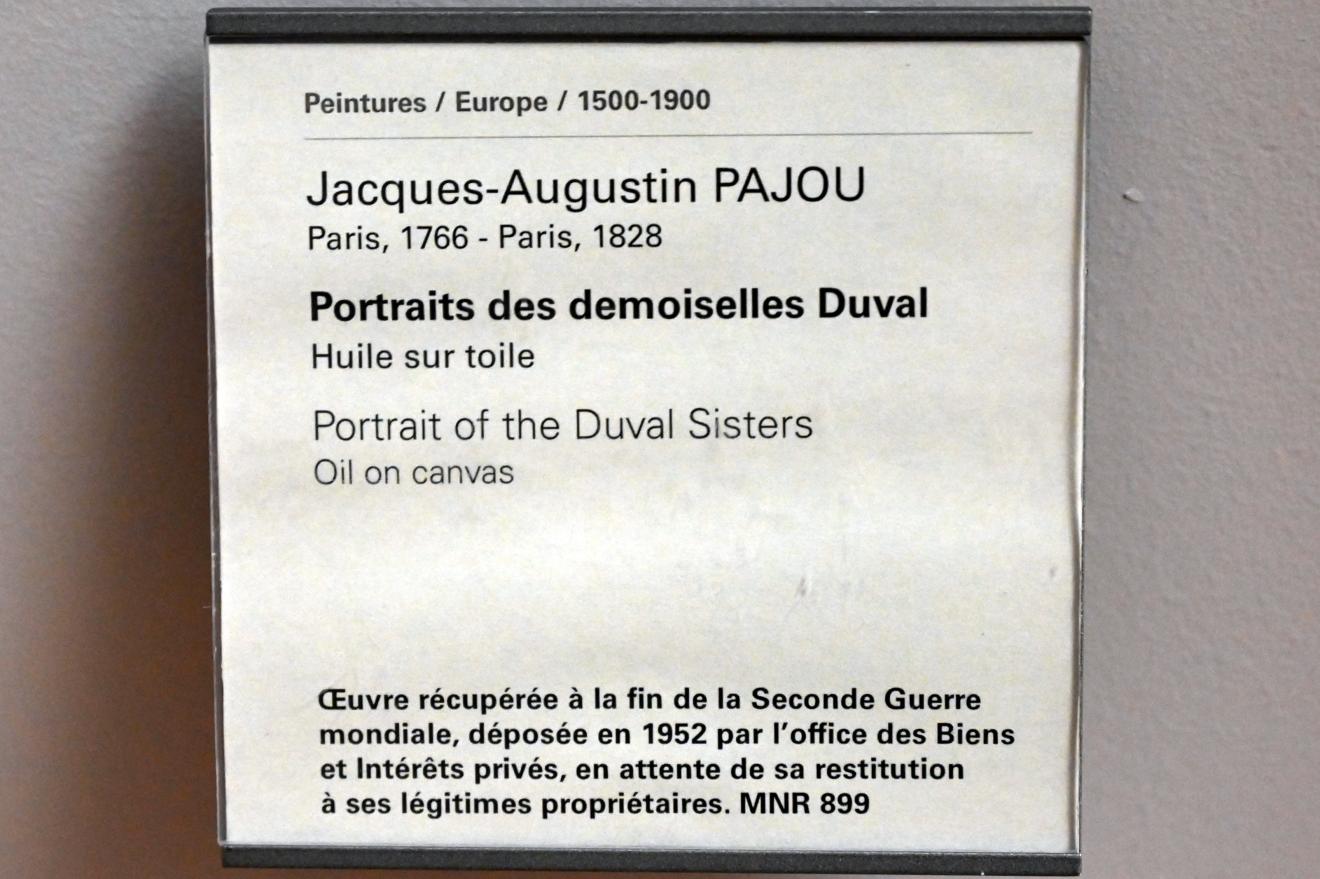 Peintures / Europe / 1500-1900
Jacques-Augustin PAJOU
Paris, 1766 - Paris, 1828
Portraits des demoiselles Duval
Huile sur toile
Portrait of the Duval Sisters
Oil on canvas
Œuvre récupérée à la fin de la Seconde Guerre
mondiale, déposée en 1952 par l'office des Biens
et Intérêts privés, en attente de sa restitution
à ses légitimes propriétaires. MNR 899